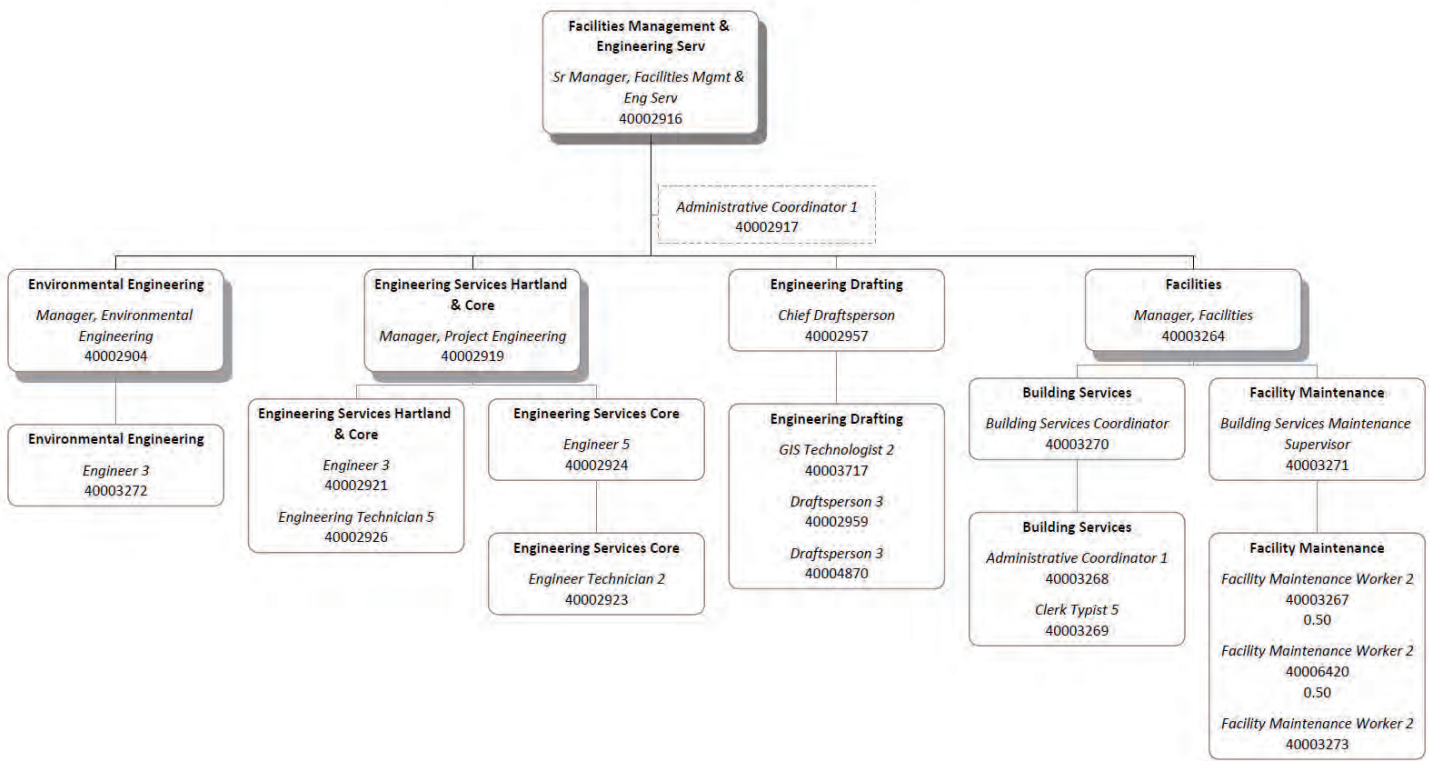 Facilities Management &
Engineering Serv
Sr Manager, Facilities Mgmt &
Eng Serv
40002916
Administrative Coordinator 1
40002917
Environmental Engineering
Manager, Environmental
Engineering
40002904
Engineering Services Hartland
& Core
Manager, Project Engineering
40002919
Engineering Drafting
Chief Draftsperson
40002957
Facilities
Manager, Facilities
40003264
Environmental Engineering
Engineer 3
40003272
Engineering Services Hartland
& Core
Engineer 3
40002921
Engineering Technician 5
40002926
Engineering Services Core
Engineer 5
40002924
Engineering Services Core
Engineer Technician 2
40002923
Engineering Drafting
GIS Technologist 2
40003717
Draftsperson 3
40002959
Draftsperson 3
40004870
Building Services
Building Services Coordinator
40003270
Building Services
Administrative Coordinator 1
40003268
Clerk Typist 5
40003269
Facility Maintenance
Building Services Maintenance
Supervisor
40003271
Facility Maintenance
Facility Maintenance Worker 2
40003267
0.50
Facility Maintenance Worker 2
40006420
0.50
Facility Maintenance Worker 2
40003273